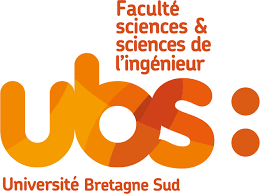 Faculté
sciences &
sciences de
l'ingénieur
ubs:
Université Bretagne Sud